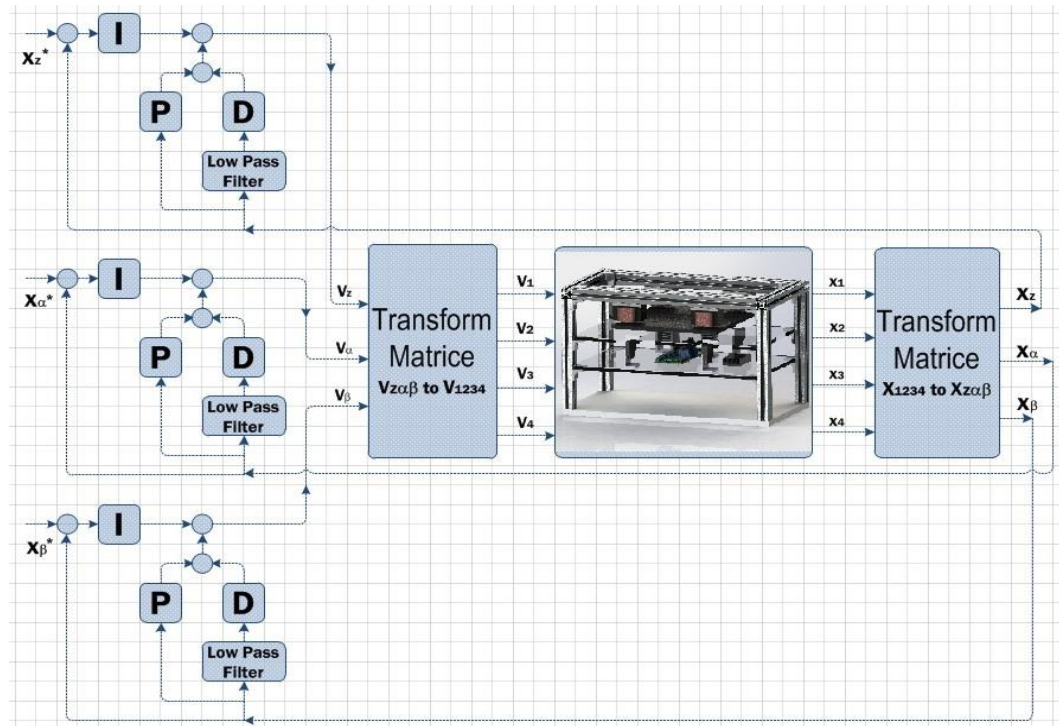 I
Xz*
P
D
Low Pass
Filter
I
Xα*
P
D
Low Pass
Filter
I
Xβ*
P
D
Low Pass
Filter
Vz
Vα
Vβ
Transform
Matrice
Vzαβ to V1234
V1
V2
V3
V4
x1
x2
x3
x4
Transform
Matrice
X1234 to Xzαβ
Xz
Xα
Xβ